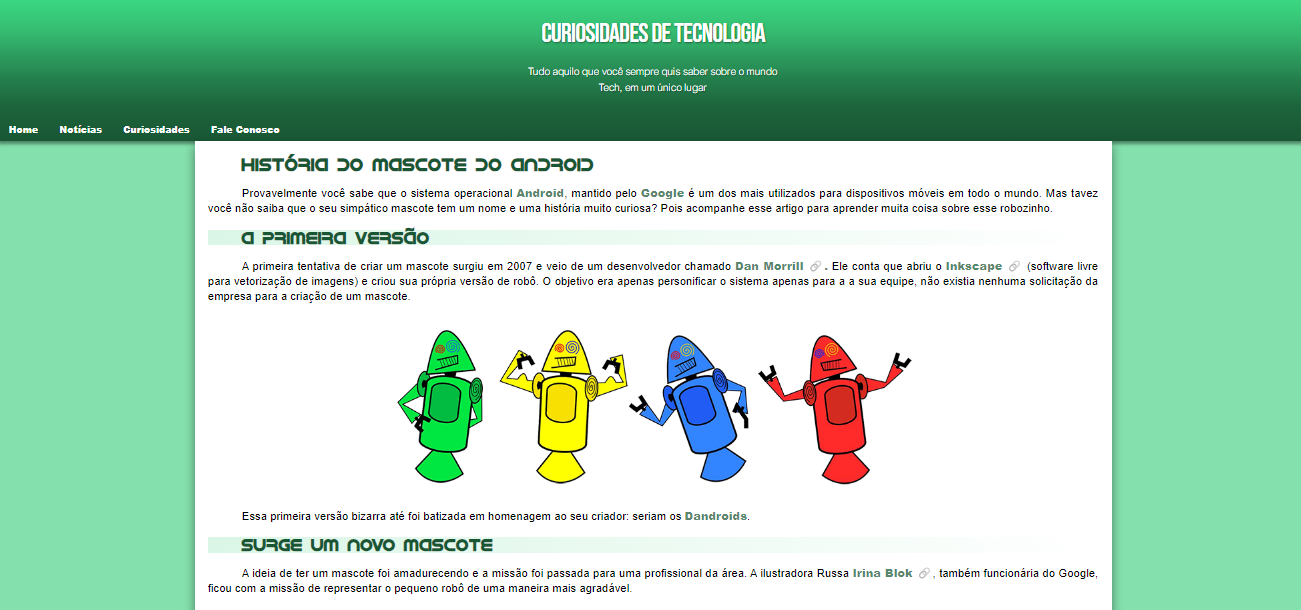 CURIOSIDADES DE TECNOLOGIA
Tudo aquilo que você sempre quis saber sobre o mundo
Tech, em um único lugar
Home Notícias Curiosidades Fale Conosco
História do Mascote do Android
Provavelmente você sabe que o sistema operacional Android, mantido pelo Google é um dos mais utilizados para dispositivos móveis em todo o mundo. Mas tavez
você não saiba que o seu simpático mascote tem um nome e uma história muito curiosa? Pois acompanhe esse artigo para aprender muita coisa sobre esse robozinho.
A primeira versão
A primeira tentativa de criar um mascote surgiu em 2007 e veio de um desenvolvedor chamado Dan Morrill . Ele conta que abriu o Inkscape (software livre
para vetorização de imagens) e criou sua própria versão de robô. O objetivo era apenas personificar o sistema apenas para a a sua equipe, não existia nenhuma solicitação da
empresa para a criação de um mascote.
Essa primeira versão bizarra até foi batizada em homenagem ao seu criador: seriam os Dandroids.
Surge um novo mascote
A ideia de ter um mascote foi amadurecendo e a missão foi passada para uma profissional da área. A ilustradora Russa Irina Blok , também funcionária do Google,
ficou com a missão de representar o pequeno robô de uma maneira mais agradável.